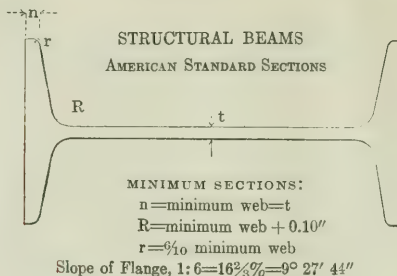 n
r
STRUCTURAL BEAMS
AMERICAN STANDARD SECTIONS
R
t
MINIMUM SECTIONS:
n=minimum web=t
R=minimum web + 0.10"
r=6/10 minimum web
Slope of Flange, 1:6=16⅔%=9° 27' 44"